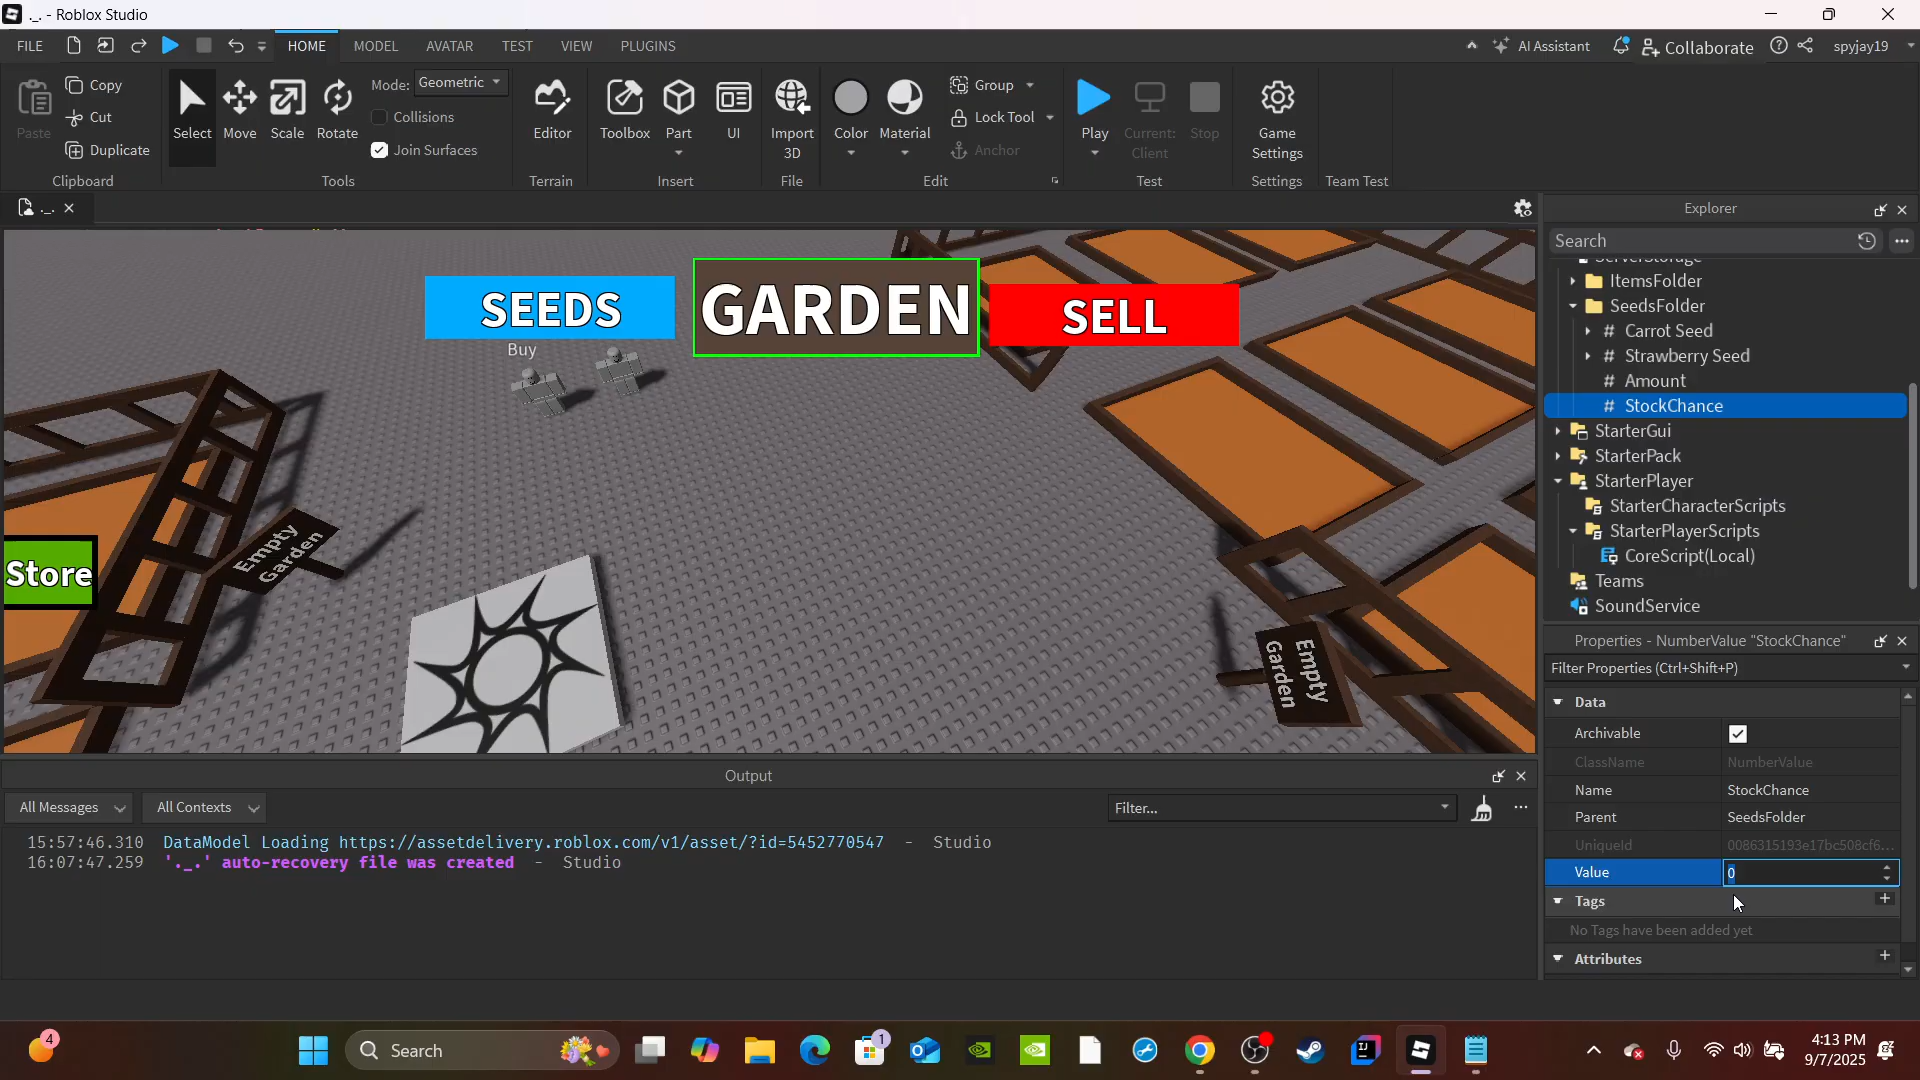 ._. - Roblox Studio
FILE
HOME
MODEL
AVATAR
TEST
VIEW
PLUGINS
AI Assistant
Collaborate
spyjay19
Paste
Copy
Cut
Duplicate
Clipboard
Select
Move
Scale
Rotate
Mode: Geometric
Collisions
Join Surfaces
Tools
Editor
Terrain
Toolbox
Part
UI
Insert
Import
3D
File
Color
Material
Group
Lock Tool
Anchor
Edit
Play
Current:
Client
Stop
Test
Game
Settings
Settings
Team Test
._.
SEEDS
GARDEN
SELL
Buy
Store
Empty
Garden
Empty
Garden
Explorer
Search
ServerStorage
ItemsFolder
SeedsFolder
# Carrot Seed
# Strawberry Seed
# Amount
# StockChance
StarterGui
StarterPack
StarterPlayer
StarterCharacterScripts
StarterPlayerScripts
CoreScript(Local)
Teams
SoundService
Properties - NumberValue "StockChance"
Filter Properties (Ctrl+Shift+P)
Data
Archivable
ClassName NumberValue
Name StockChance
Parent SeedsFolder
UniqueId 0086315193e17bc508cf6...
Value 0
Tags
No Tags have been added yet
Attributes
Output
All Messages
All Contexts
Filter...
15:57:46.310 DataModel Loading https://assetdelivery.roblox.com/v1/asset/?id=5452770547 - Studio
16:07:47.259 '._.' auto-recovery file was created - Studio
4
Search
1
4:13 PM
9/7/2025